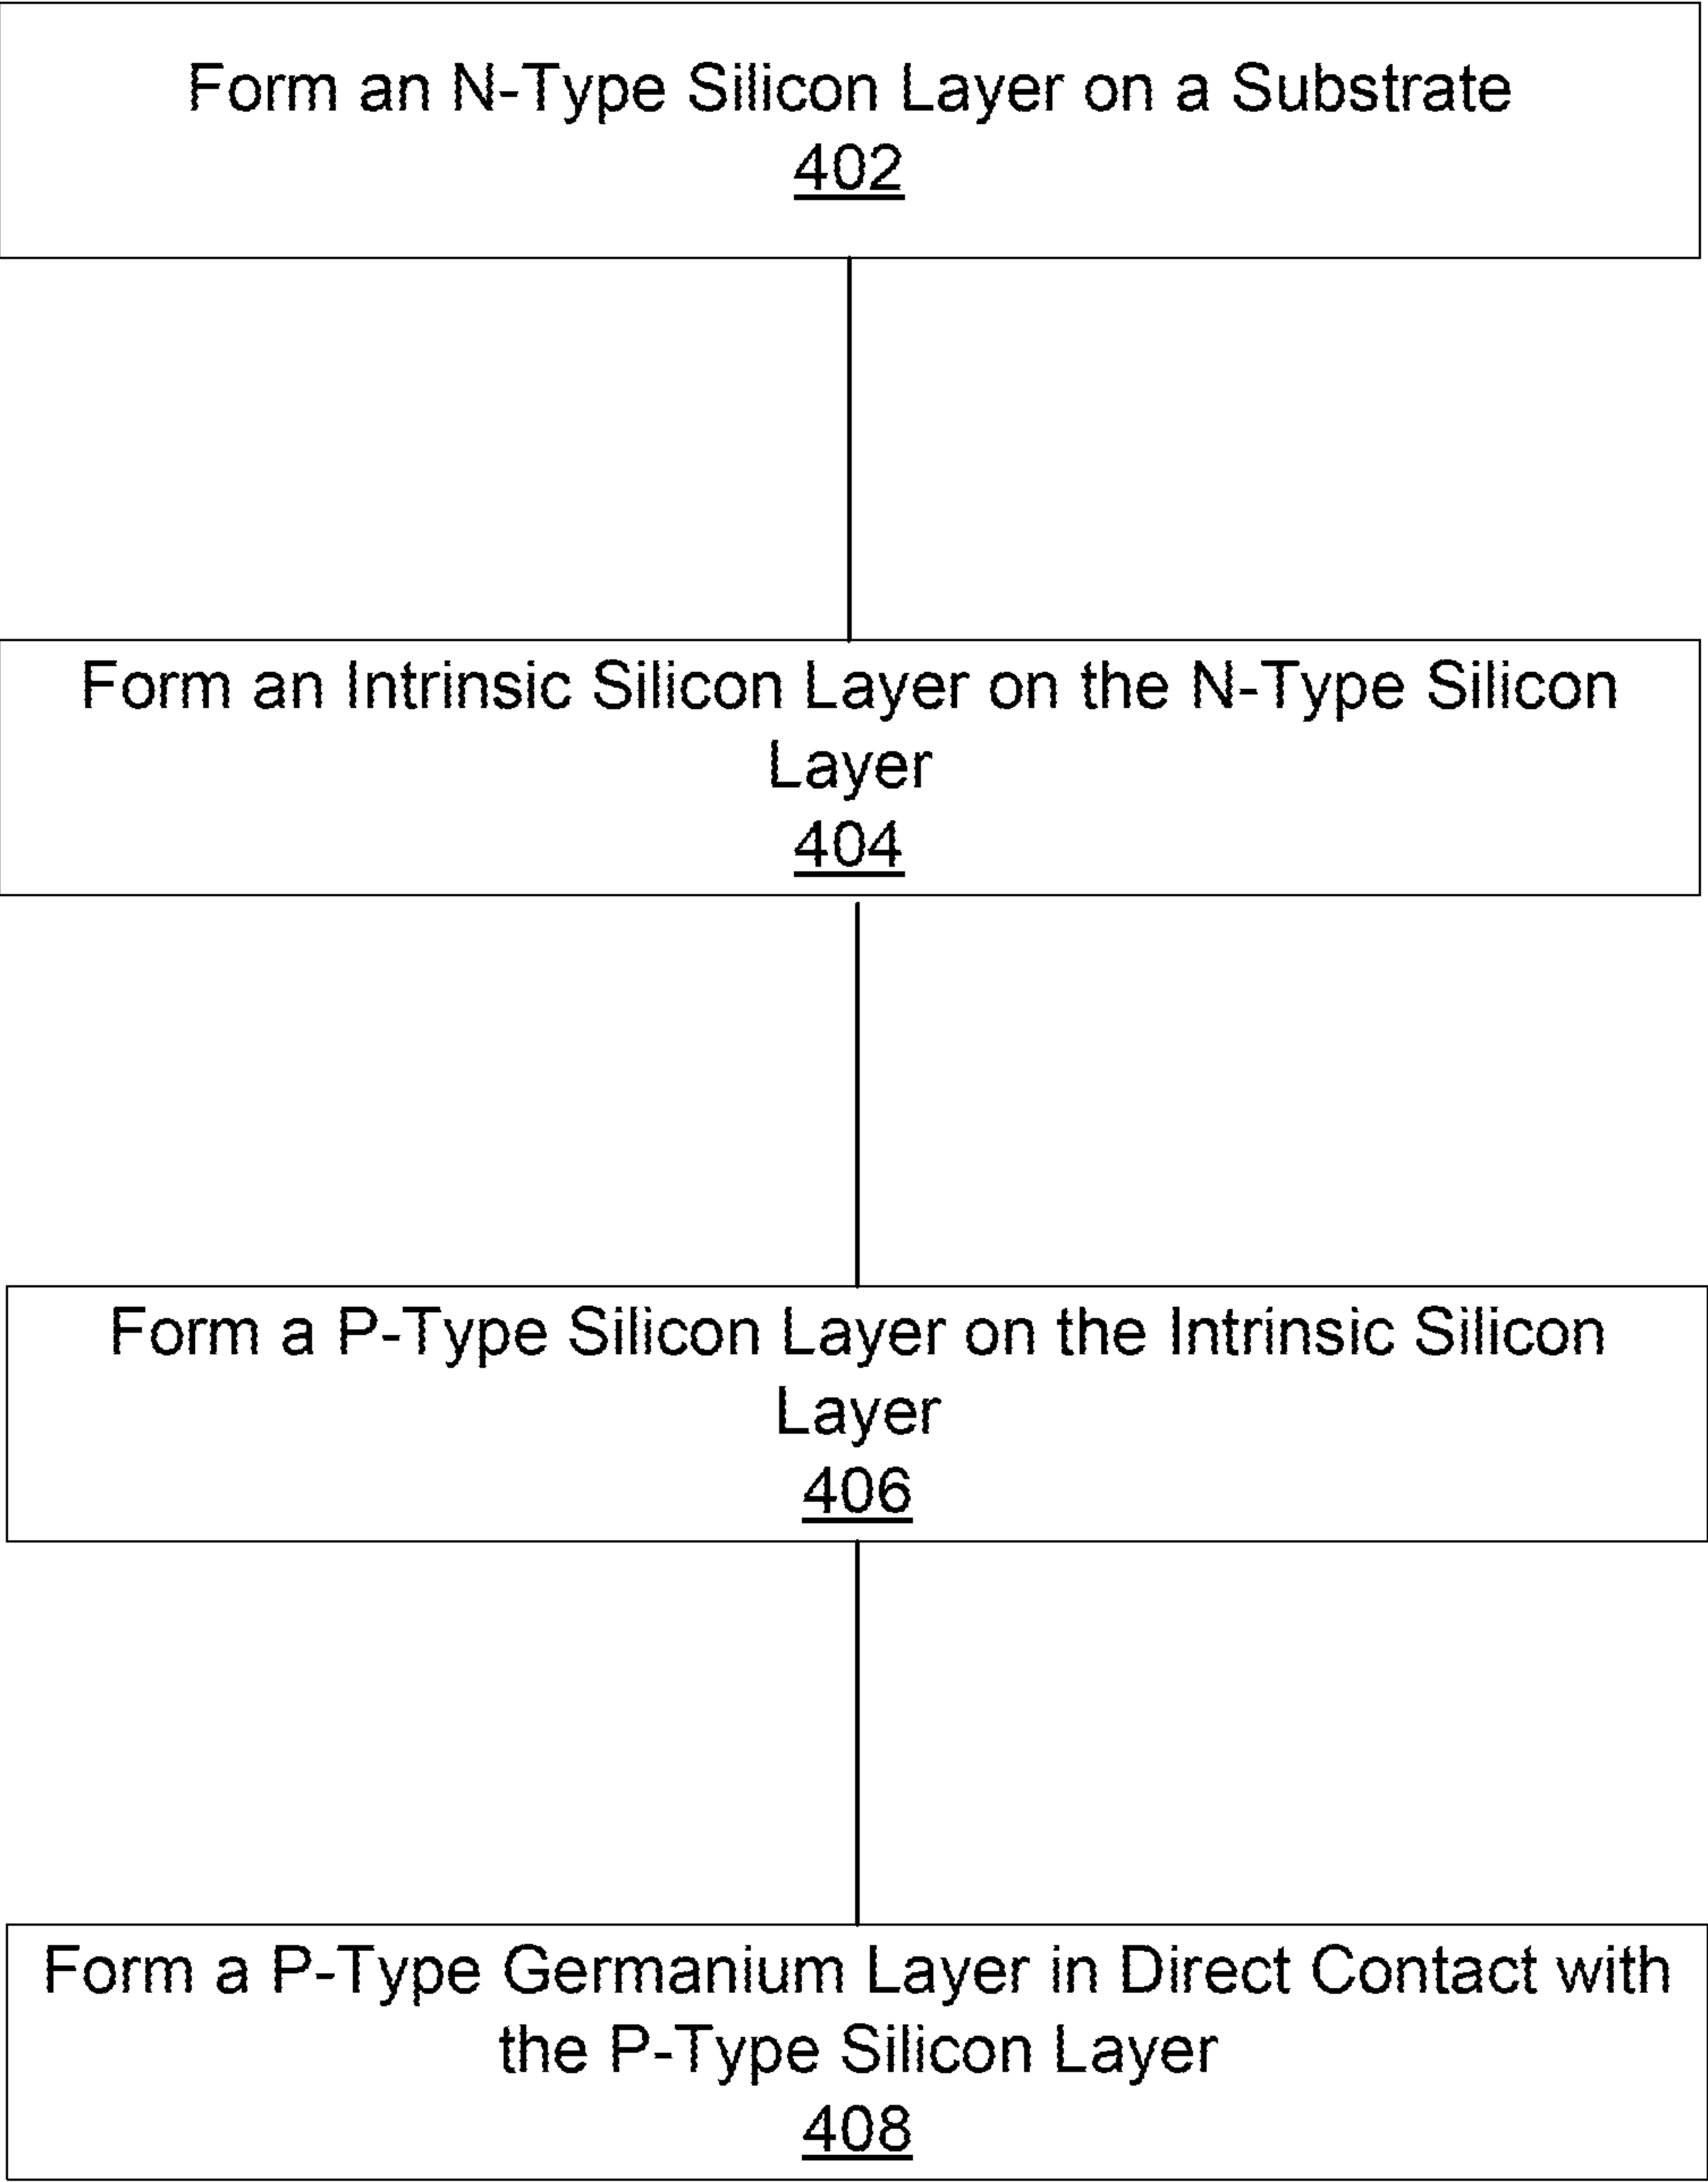 Form an N-Type Silicon Layer on a Substrate
402
Form an Intrinsic Silicon Layer on the N-Type Silicon
Layer
404
Form a P-Type Silicon Layer on the Intrinsic Silicon
Layer
406
Form a P-Type Germanium Layer in Direct Contact with
the P-Type Silicon Layer
408